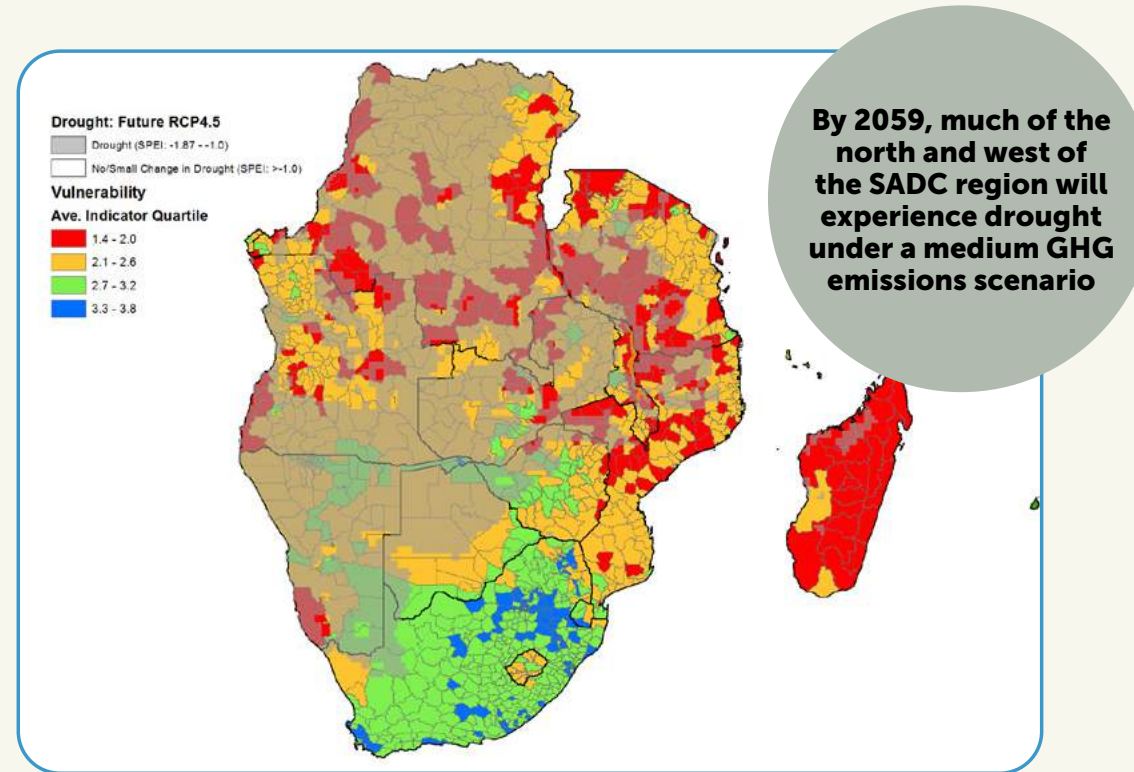 Drought: Future RCP4.5
Drought (SPEI: -1.87 - -1.0)
No/Small Change in Drought (SPEI: >-1.0)
Vulnerability
Ave. Indicator Quartile
1.4 - 2.0
2.1 - 2.6
2.7 - 3.2
3.3 - 3.8
By 2059, much of the
north and west of
the SADC region will
experience drought
under a medium GHG
emissions scenario